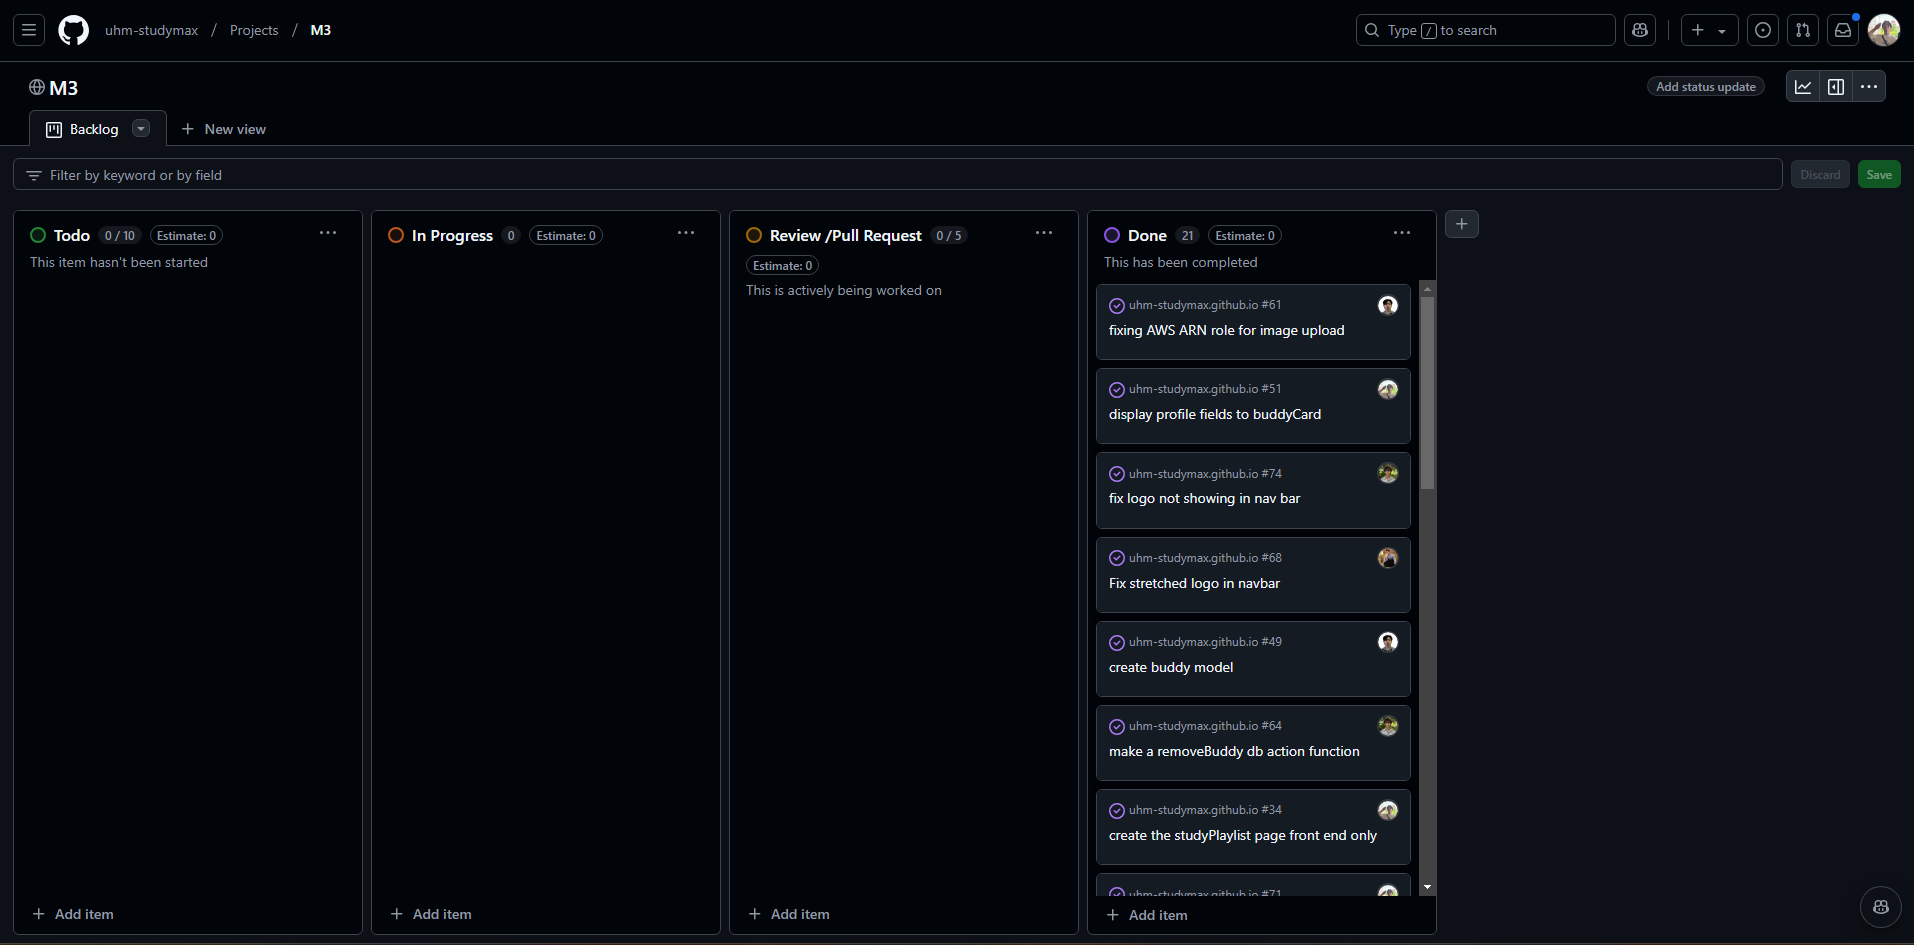 uhm-studymax / Projects / M3
Type / to search
M3
Add status update
Backlog
New view
Filter by keyword or by field
Discard
Save
Todo 0 / 10 Estimate: 0
This item hasn't been started
Add item
In Progress 0 Estimate: 0
Add item
Review /Pull Request 0 / 5
Estimate: 0
This is actively being worked on
Add item
Done 21 Estimate: 0
This has been completed
uhm-studymax.github.io #61
fixing AWS ARN role for image upload
uhm-studymax.github.io #51
display profile fields to buddyCard
uhm-studymax.github.io #74
fix logo not showing in nav bar
uhm-studymax.github.io #68
Fix stretched logo in navbar
uhm-studymax.github.io #49
create buddy model
uhm-studymax.github.io #64
make a removeBuddy db action function
uhm-studymax.github.io #34
create the studyPlaylist page front end only
uhm-studymax.github.io #71
Add item